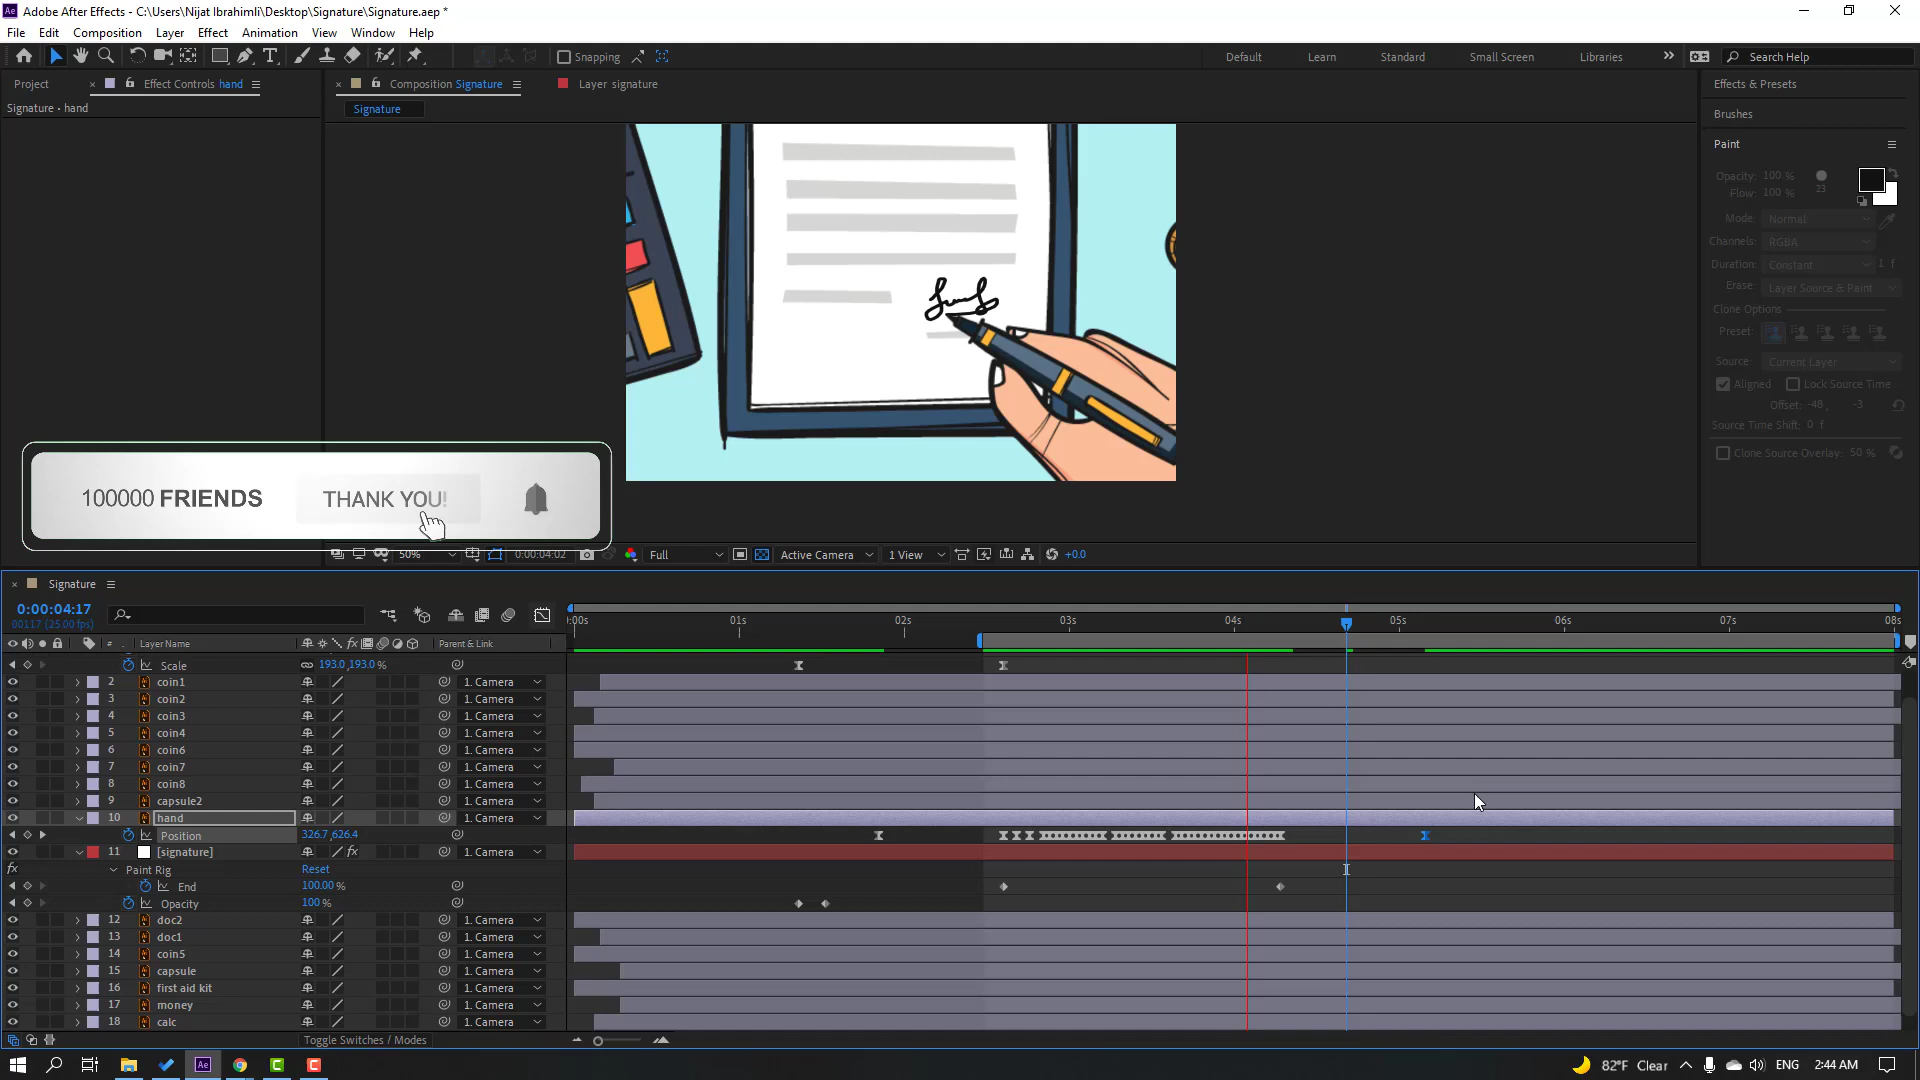 Adobe After Effects - C:\Users\Nijat Ibrahimli\Desktop\Signature\Signature.aep *
File Edit Composition Layer Effect Animation View Window Help
Snapping Default Learn Standard Small Screen Libraries Search Help
Project Effect Controls hand Composition Signature Layer signature Effects & Presets
Signature • hand Signature
Brushes
Paint
Opacity: 100 %
Flow: 100 % 23
Mode: Normal
Channels: RGBA
Duration: Constant 1 f
Erase: Layer Source & Paint
Clone Options
Preset:
Source: Current Layer
Aligned Lock Source Time
Offset: -48, -3
Source Time Shift: 0 f
Clone Source Overlay: 50 %
100000 FRIENDS THANK YOU!
50% 0:00:04:02 Full Active Camera 1 View +0.0
Signature
0:00:04:17
00117 (25.00 fps)
:00s 01s 02s 03s 04s 05s 06s 07s 08s
# Layer Name Parent & Link
Scale 193.0,193.0 %
2 coin1 1. Camera
3 coin2 1. Camera
4 coin3 1. Camera
5 coin4 1. Camera
6 coin6 1. Camera
7 coin7 1. Camera
8 coin8 1. Camera
9 capsule2 1. Camera
10 hand 1. Camera
Position 326.7,626.4
11 [signature] 1. Camera
Paint Rig Reset
End 100.00 %
Opacity 100 %
12 doc2 1. Camera
13 doc1 1. Camera
14 coin5 1. Camera
15 capsule 1. Camera
16 first aid kit 1. Camera
17 money 1. Camera
18 calc 1. Camera
Toggle Switches / Modes
82°F Clear ENG 2:44 AM